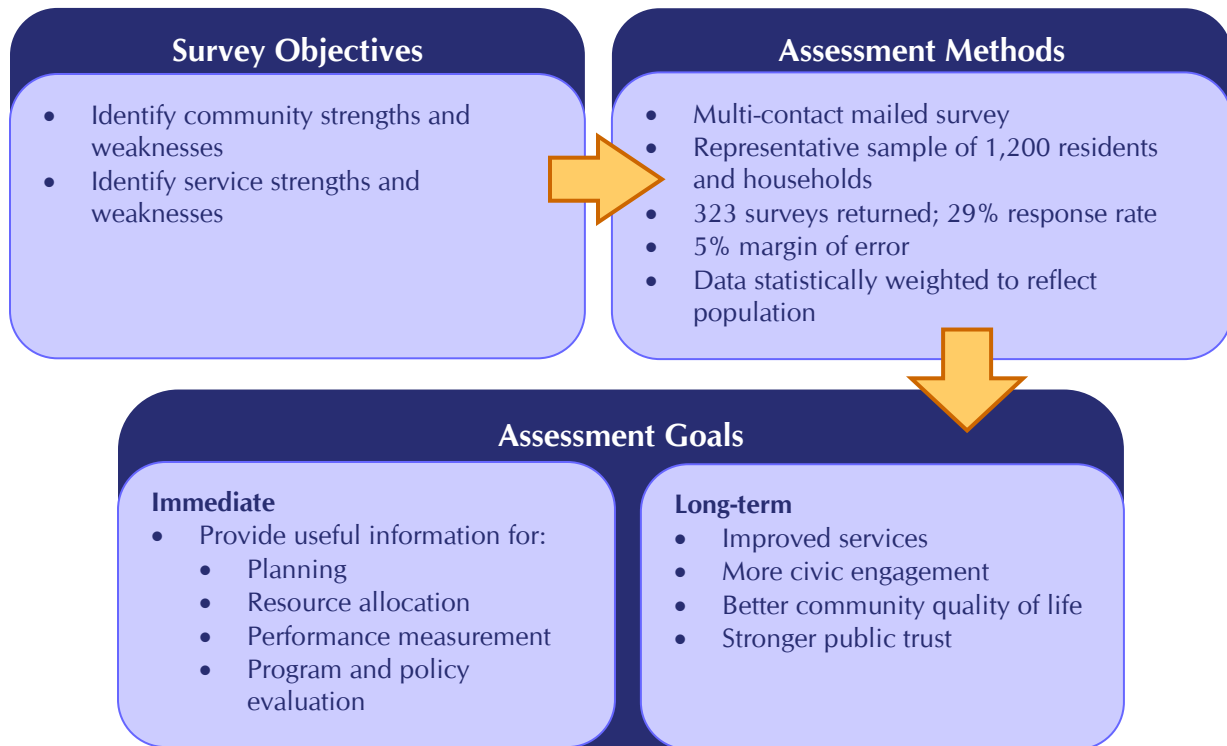 Survey Objectives
• Identify community strengths and
weaknesses
• Identify service strengths and
weaknesses
Assessment Methods
• Multi-contact mailed survey
• Representative sample of 1,200 residents
and households
• 323 surveys returned; 29% response rate
• 5% margin of error
• Data statistically weighted to reflect
population
Assessment Goals
Immediate
• Provide useful information for:
• Planning
• Resource allocation
• Performance measurement
• Program and policy
evaluation
Long-term
• Improved services
• More civic engagement
• Better community quality of life
• Stronger public trust